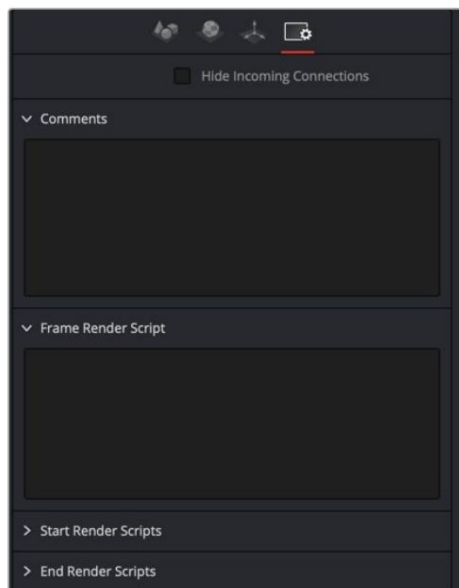 Hide Incoming Connections
Comments
Frame Render Script
Start Render Scripts
End Render Scripts